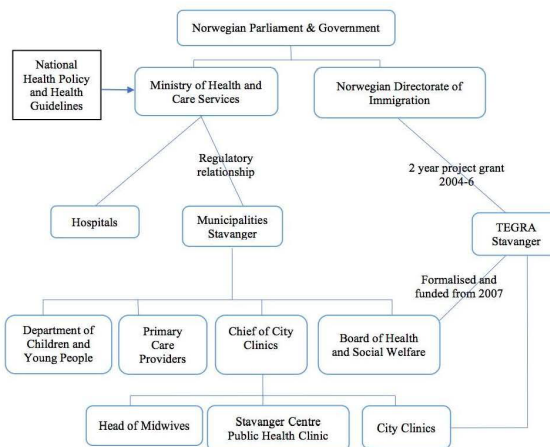 Norwegian Parliament & Government
National
Health Policy
and Health
Guidelines
Ministry of Health and
Care Services
Norwegian Directorate of
Immigration
Regulatory
relationship
2 year project grant
2004-6
Hospitals
Municipalities
Stavanger
TEGRA
Stavanger
Formalised and
funded from 2007
Department of
Children and
Young People
Primary
Care
Providers
Chief of City
Clinics
Board of Health
and Social Welfare
Head of Midwives
Stavanger Centre
Public Health Clinic
City Clinics